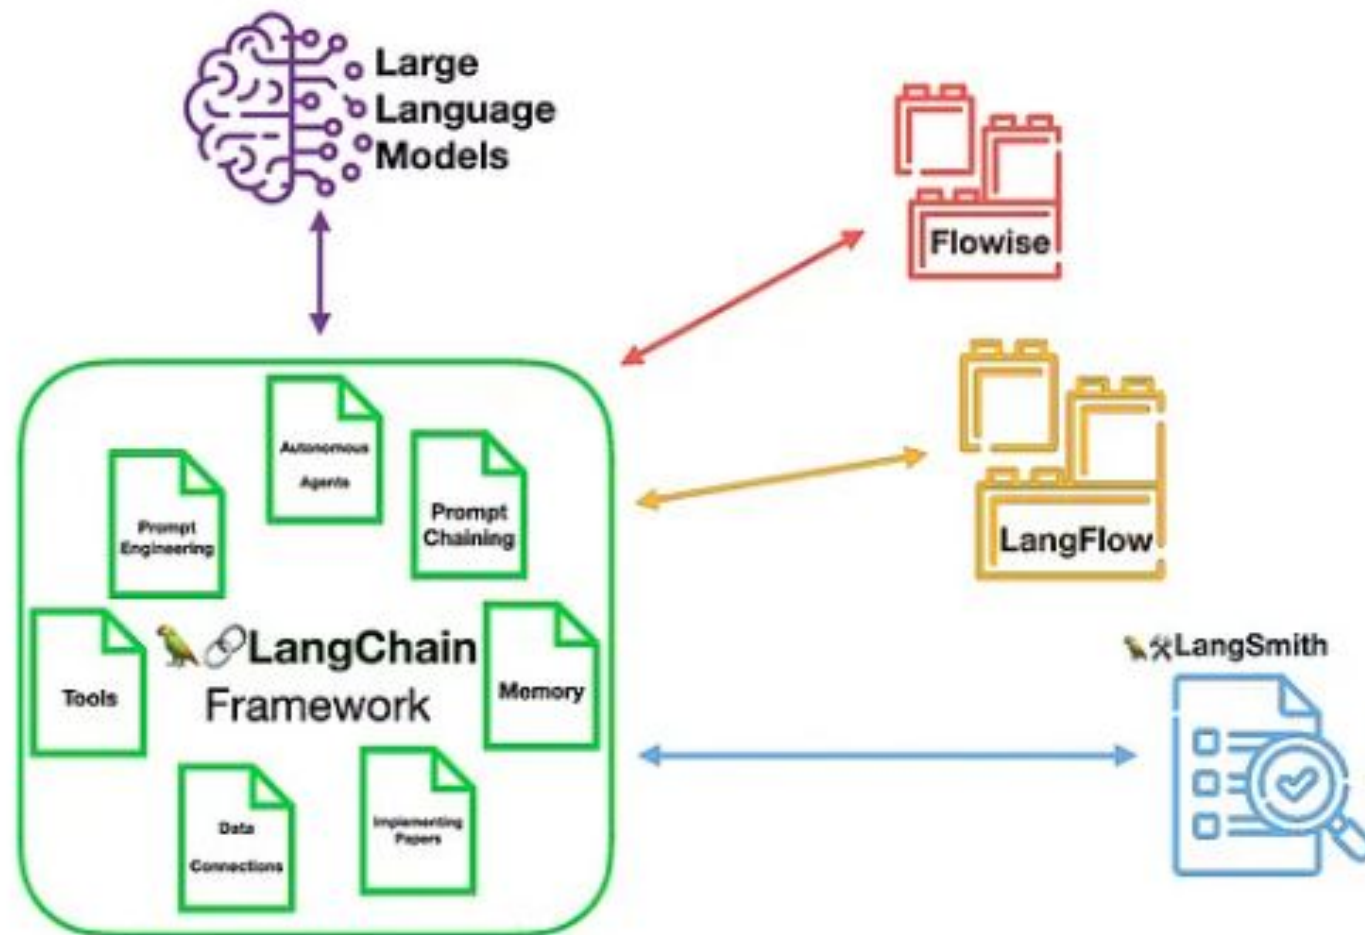 Large
Language
Models
Flowise
LangFlow
LangSmith
Autonomous
Agents
Prompt
Chaining
Prompt
Engineering
LangChain
Framework
Tools
Memory
Data
Connections
Implementing
Papers